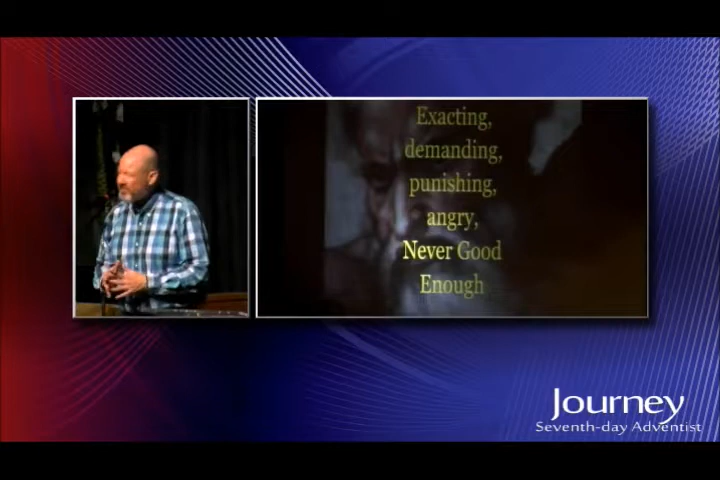 Exacting,
demanding,
punishing,
angry,
Never Good
Enough
Journey
Seventh-day Adventist